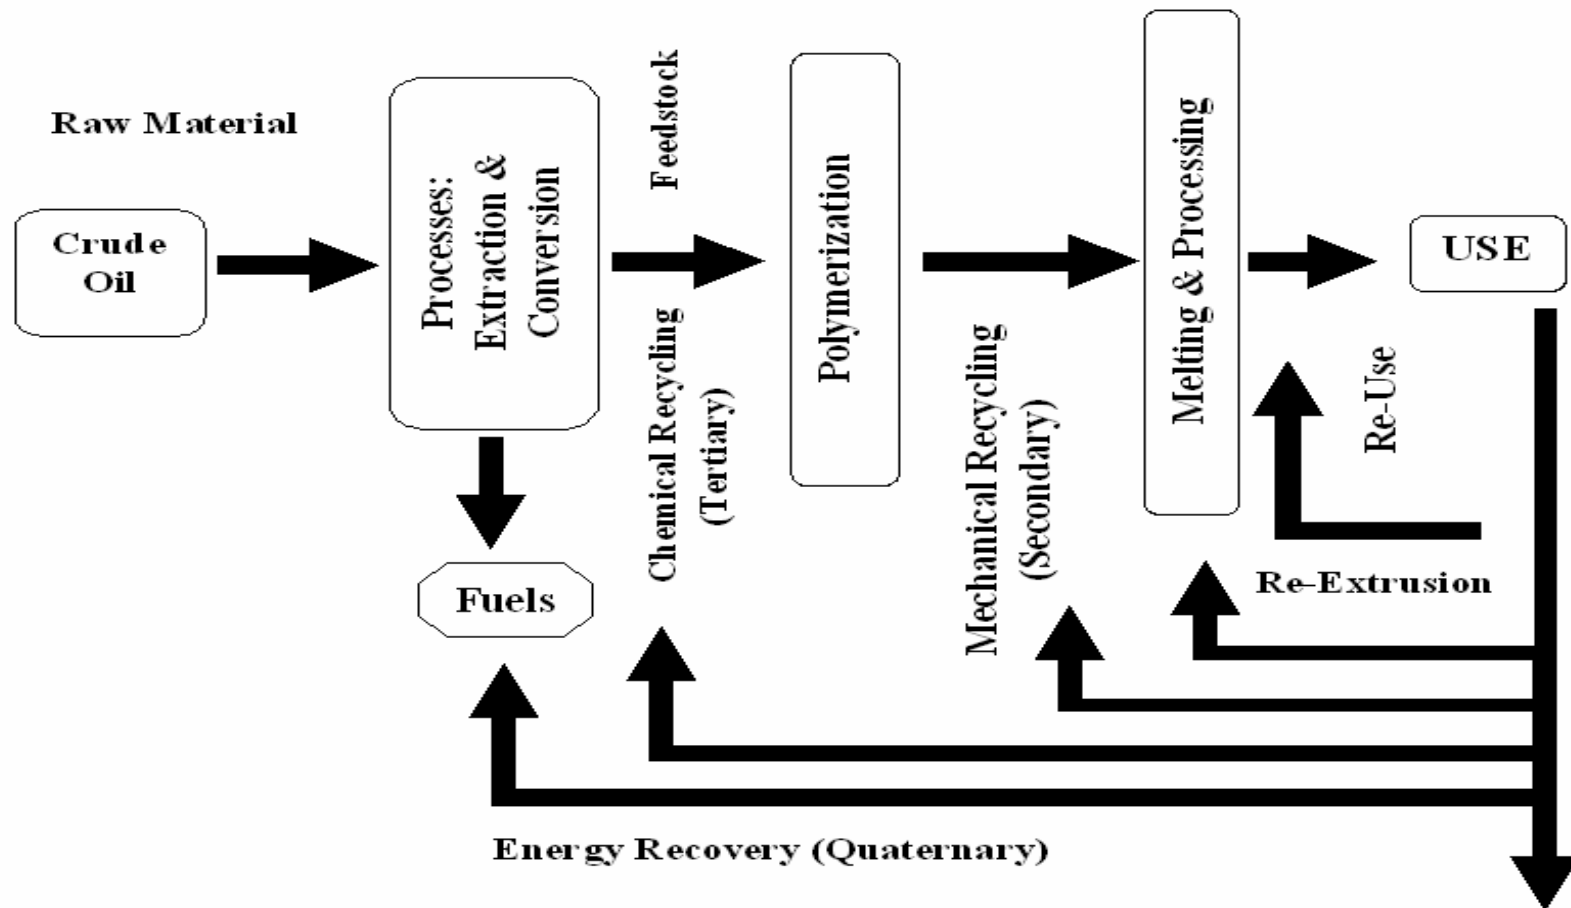 Raw Material
Crude
Oil
Processes:
Extraction &
Conversion
Feedstock
Polymerization
Melting & Processing
USE
Fuels
Chemical Recycling
(Tertiary)
Mechanical Recycling
(Secondary)
Re-Use
Re-Extrusion
Energy Recovery (Quaternary)